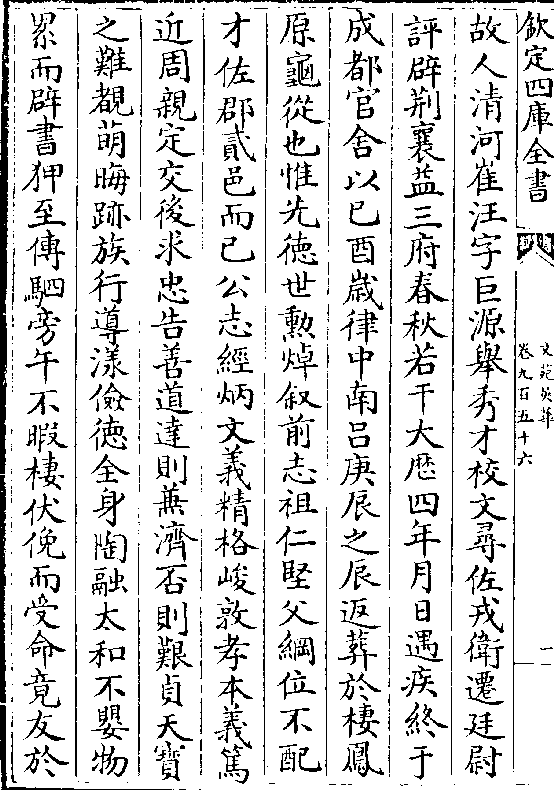 欽定四庫全書
文苑英華
卷九百五十六
一
故人清河崔汪字巨源舉秀才校文尋佐戎衛遷廷尉
評辟荆襄益三府春秋若干大厯四年月日遇疾終于
成都官舍以已酉嵗律中南吕庚辰之辰返葬於棲鳳
原龜從也惟先徳世勲焯叙前志祖仁堅父綱位不配
才佐郡貳邑而已公志經炳文義精格峻敦孝本義篤
近周親定交後求忠告善道達則兼濟否則艱貞天寶
之難覩萌晦跡族行導漾儉徳全身陶融太和不嬰物
累而辟書狎至傳駟旁午不暇棲伏俛而受命竟友於